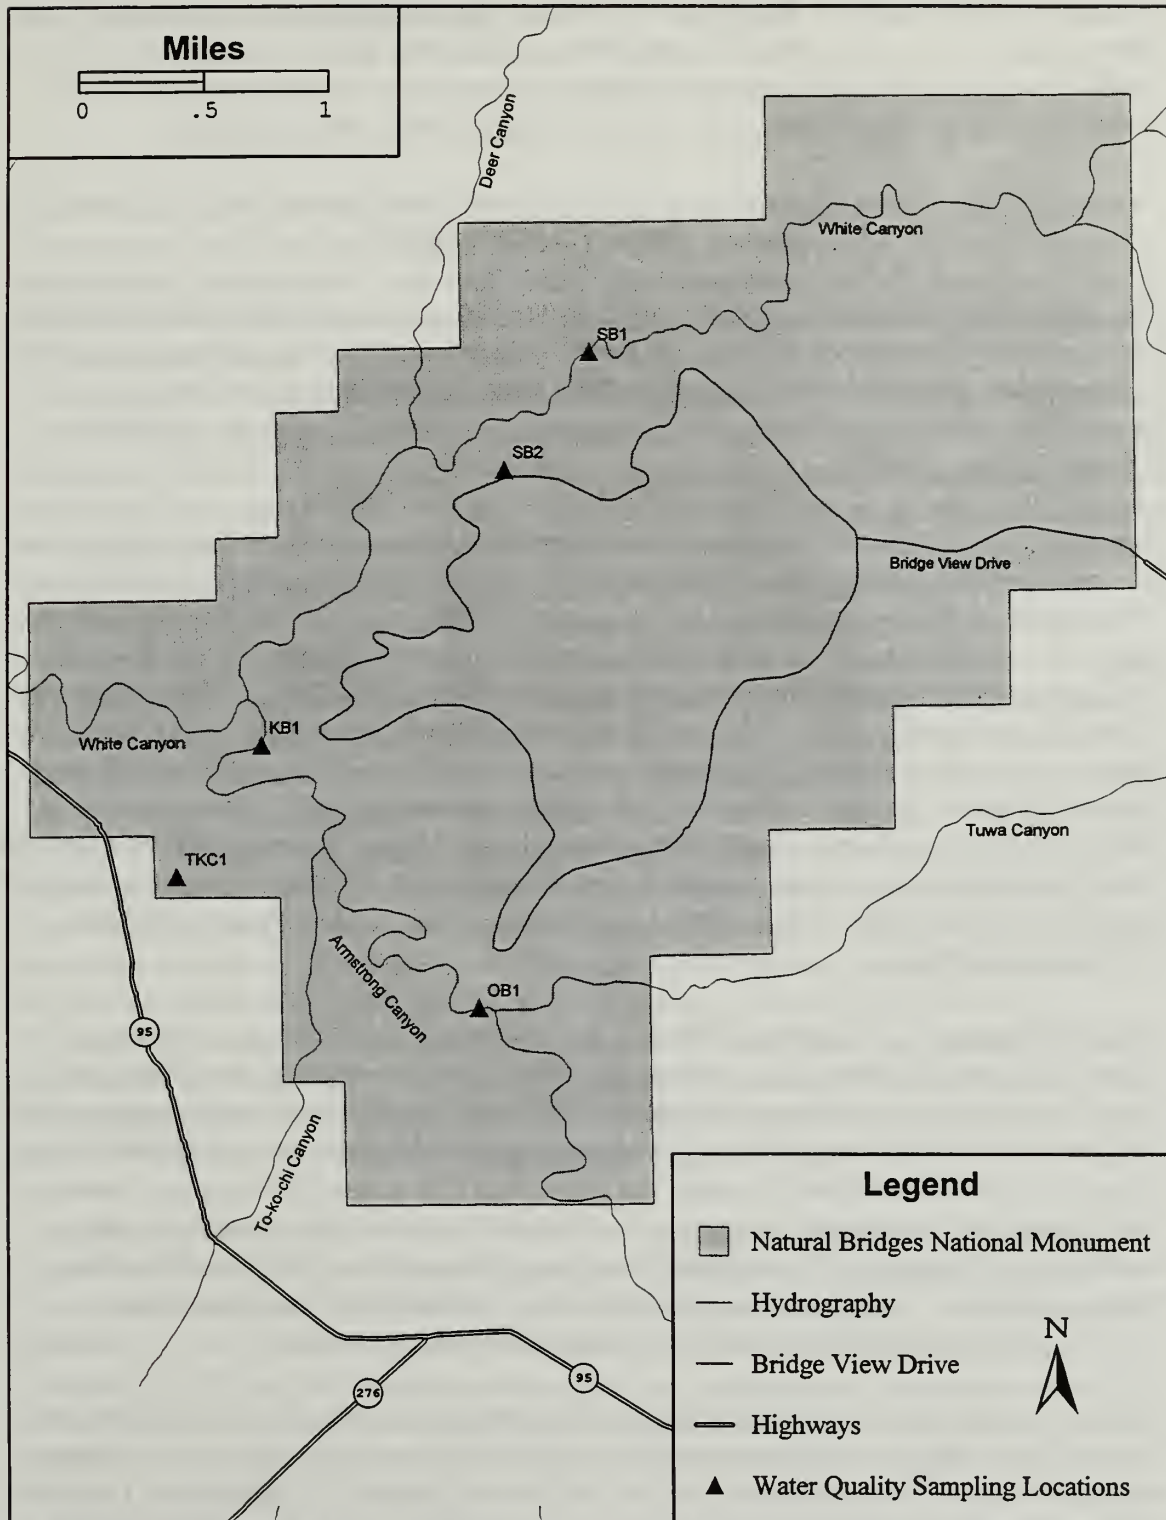 Miles
0 .5 1
Deer Canyon
White Canyon
SB1
SB2
Bridge View Drive
KB1
White Canyon
Tuwa Canyon
TKC1
Armstrong Canyon
OB1
95
To-ko-chi Canyon
276
95
Legend
Natural Bridges National Monument
Hydrography
N
Bridge View Drive
Highways
Water Quality Sampling Locations